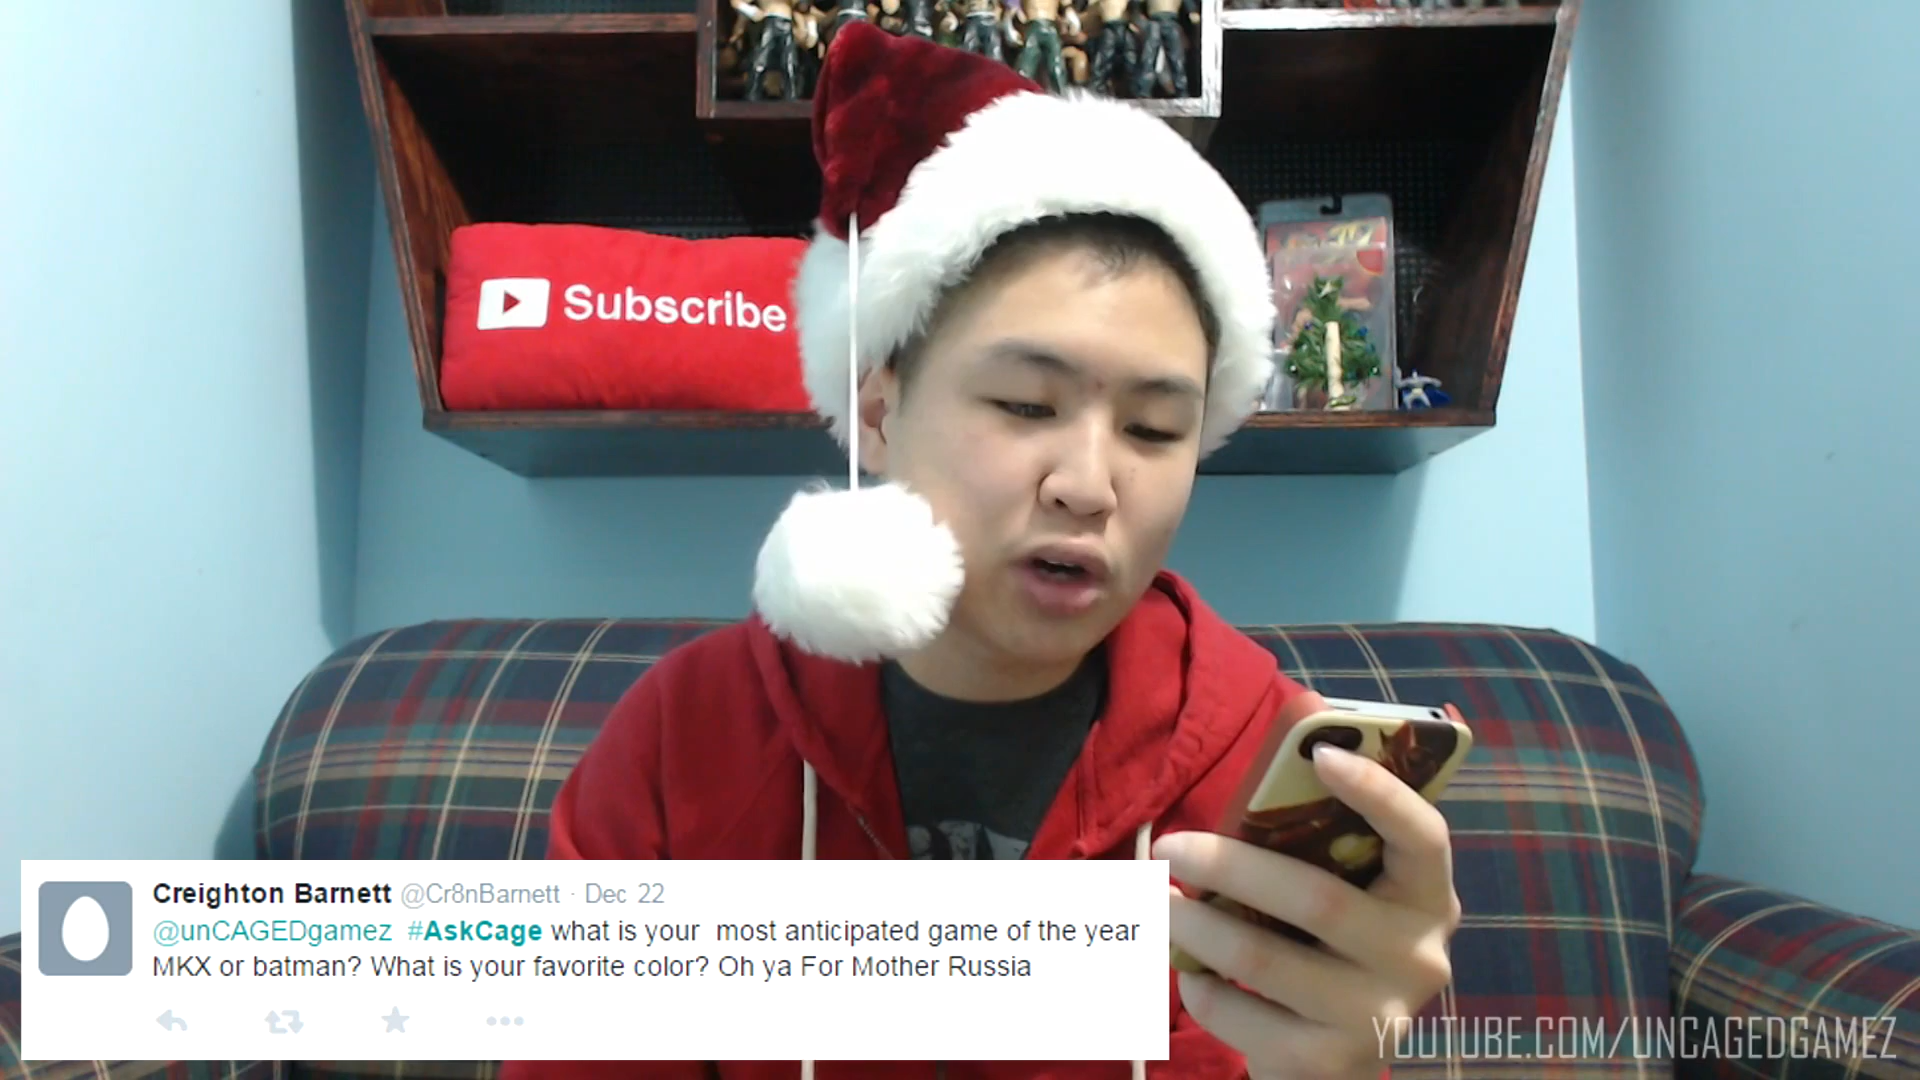 Subscribe
Creighton Barnett @Cr8nBarnett · Dec 22
@unCAGEDgamez #AskCage what is your most anticipated game of the year
MKX or batman? What is your favorite color? Oh ya For Mother Russia
YOUTUBE.COM/UNCAGEDGAMEZ